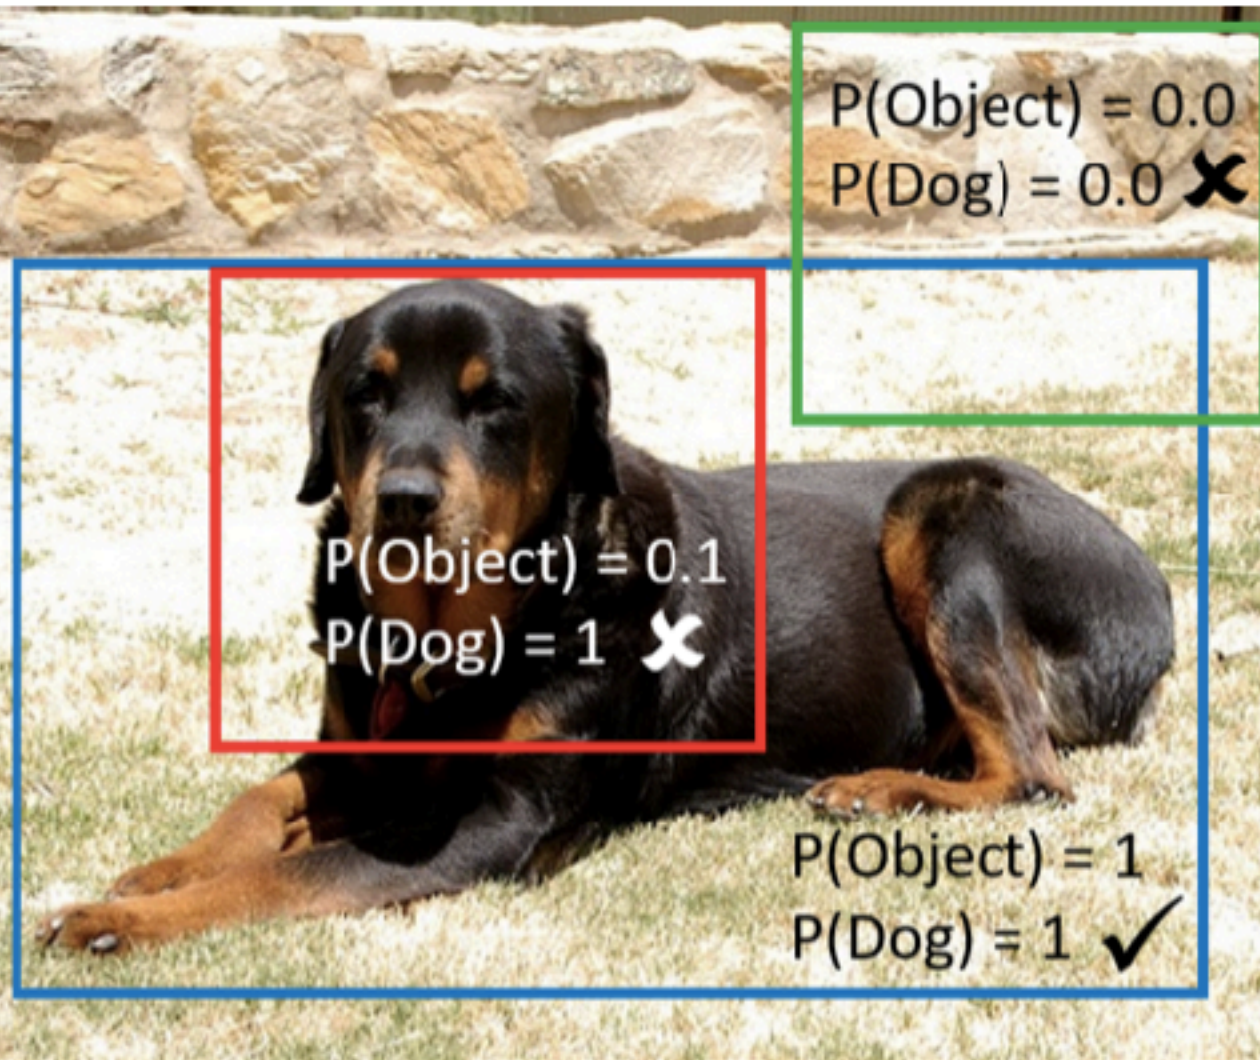 P(Object) = 0.0
P(Dog) = 0.0 ✘
P(Object) = 0.1
P(Dog) = 1 ✘
P(Object) = 1
P(Dog) = 1 ✓